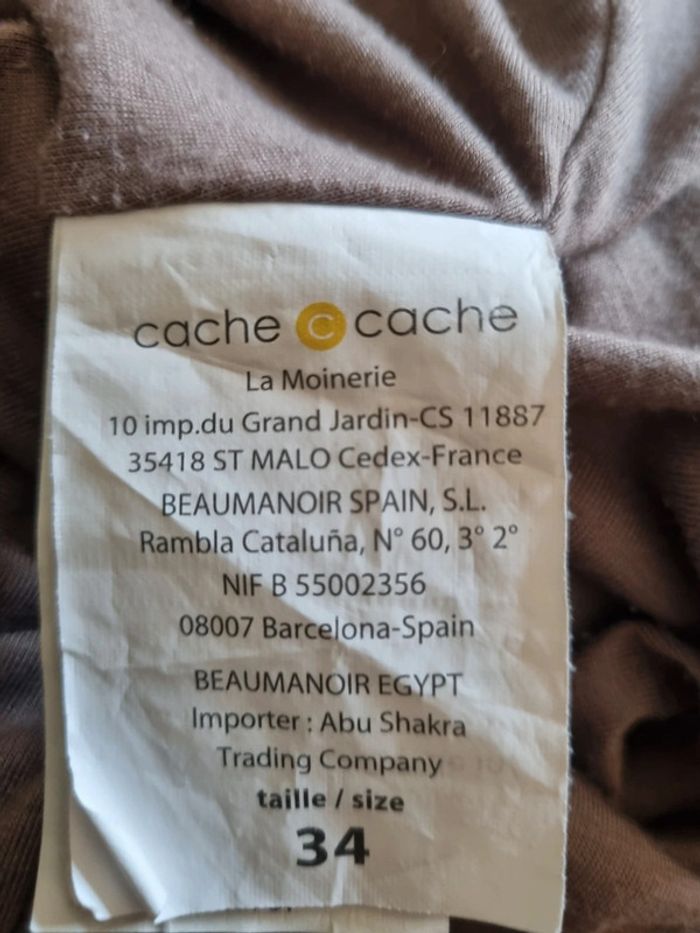 cache c cache
La Moinerie
10 imp.du Grand Jardin-CS 11887
35418 ST MALO Cedex-France
BEAUMANOIR SPAIN, S.L.
Rambla Cataluña, N° 60, 3° 2°
NIF B 55002356
08007 Barcelona-Spain
BEAUMANOIR EGYPT
Importer : Abu Shakra
Trading Company
taille / size
34